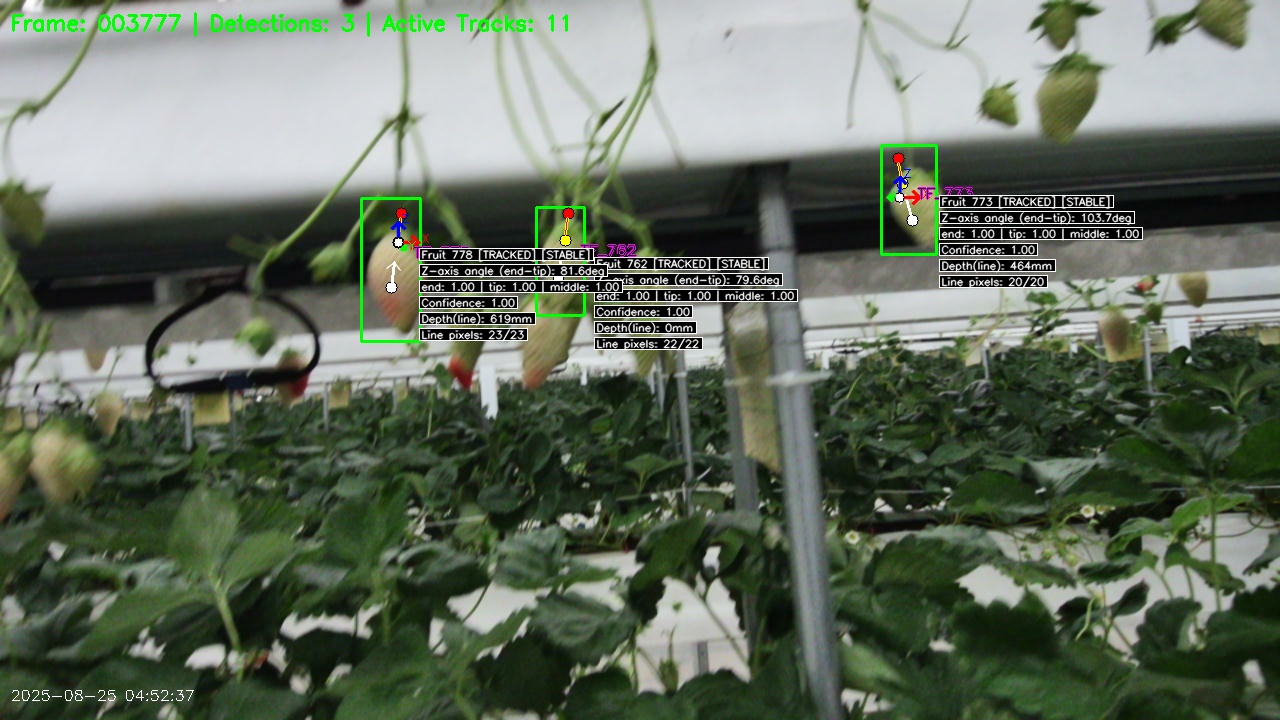 Frame: 003777 | Detections: 3 | Active Tracks: 11
Fruit 778 [TRACKED] [STABLE]
Z-axis angle (end-tip): 81.6deg
end: 1.00 | tip: 1.00 | middle: 1.00
Confidence: 1.00
Depth(line): 619mm
Line pixels: 23/23
TF_762
Fruit 762 [TRACKED] [STABLE]
angle (end-tip): 79.6deg
end: 1.00 | tip: 1.00 | middle: 1.00
Confidence: 1.00
Depth(line): 0mm
Line pixels: 22/22
Z
TF_773
Fruit 773 [TRACKED] [STABLE]
Z-axis angle (end-tip): 103.7deg
end: 1.00 | tip: 1.00 | middle: 1.00
Confidence: 1.00
Depth(line): 464mm
Line pixels: 20/20
2025-08-25 04:52:37